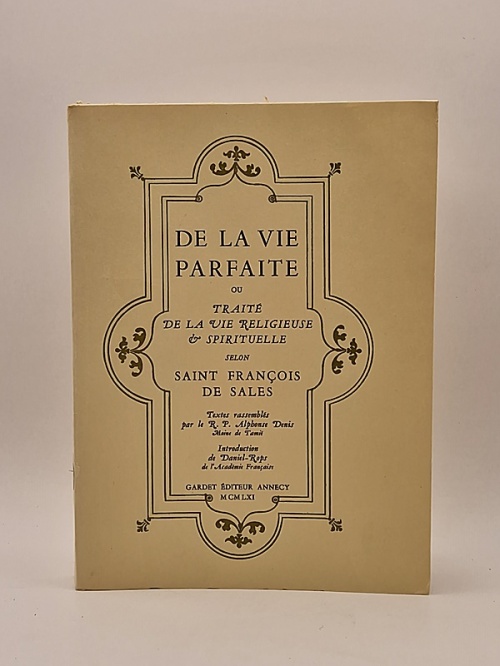 DE LA VIE
PARFAITE
OU
TRAITÉ
DE LA VIE RELIGIEUSE
& SPIRITUELLE
SELON
SAINT FRANÇOIS
DE SALES
Textes rassemblés
par le R. P. Alphonse Denis
Moine de Tamié
Introduction
de Daniel-Rops
de l'Académie Française
GARDET ÉDITEUR ANNECY
MCMLXI